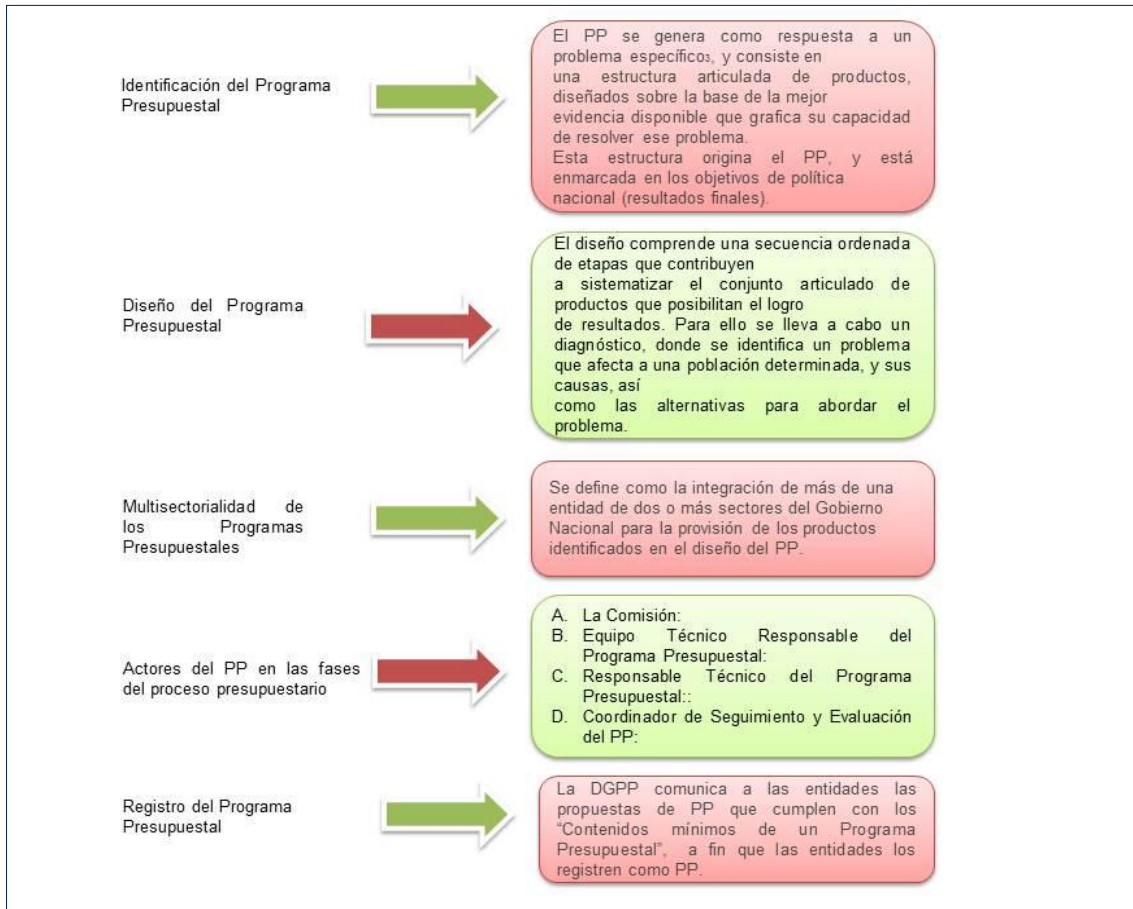 Identificación del Programa
Presupuestal
El PP se genera como respuesta a un
problema específico₃, y consiste en
una estructura articulada de productos,
diseñados sobre la base de la mejor
evidencia disponible que grafica su capacidad
de resolver ese problema.
Esta estructura origina el PP, y está
enmarcada en los objetivos de política
nacional (resultados finales).
Diseño del Programa
Presupuestal
El diseño comprende una secuencia ordenada
de etapas que contribuyen
a sistematizar el conjunto articulado de
productos que posibilitan el logro
de resultados. Para ello se lleva a cabo un
diagnóstico, donde se identifica un problema
que afecta a una población determinada, y sus
causas, así
como las alternativas para abordar el
problema.
Multisectorialidad de
los Programas
Presupuestales
Se define como la integración de más de una
entidad de dos o más sectores del Gobierno
Nacional para la provisión de los productos
identificados en el diseño del PP.
Actores del PP en las fases
del proceso presupuestario
A. La Comisión:
B. Equipo Técnico Responsable del
Programa Presupuestal:
C. Responsable Técnico del Programa
Presupuestal::
D. Coordinador de Seguimiento y Evaluación
del PP:
Registro del Programa
Presupuestal
La DGPP comunica a las entidades las
propuestas de PP que cumplen con los
“Contenidos mínimos de un Programa
Presupuestal”, a fin que las entidades los
registren como PP.